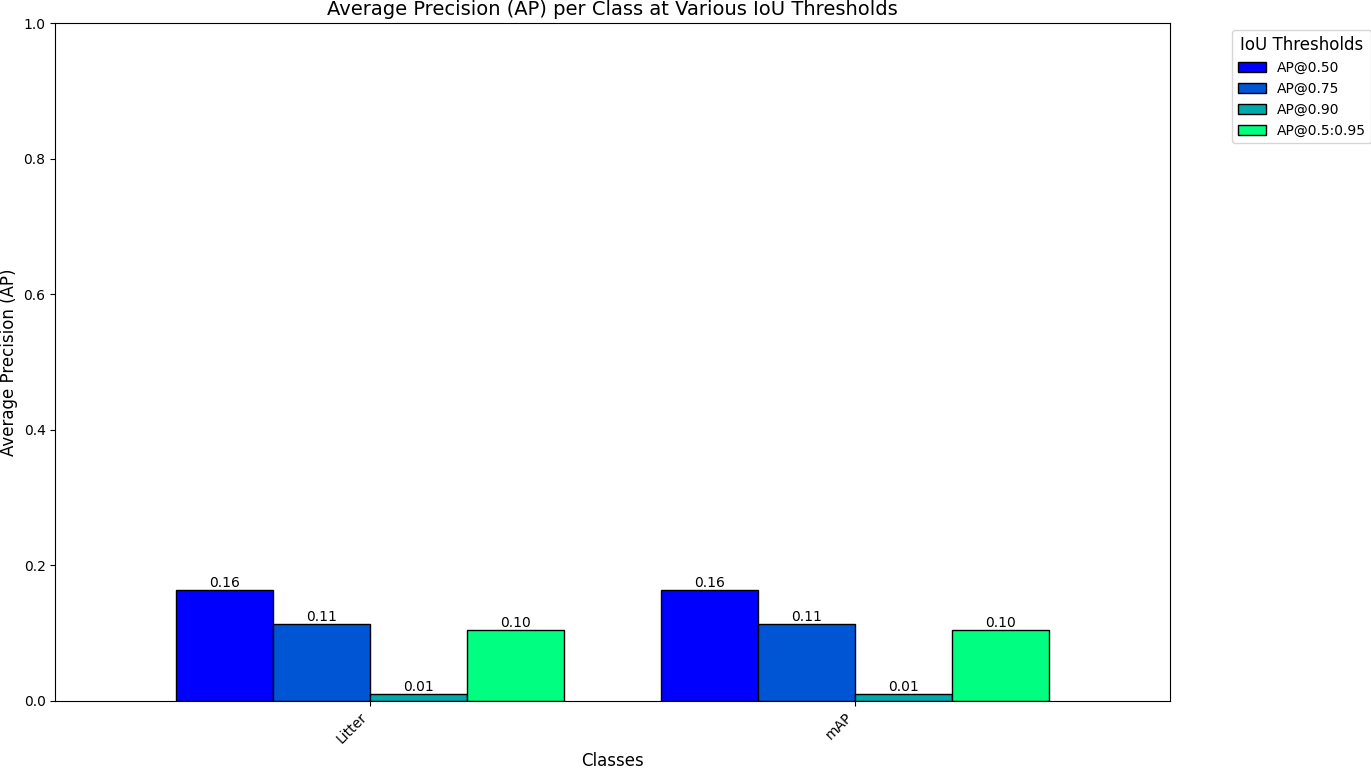 Average Precision (AP) per Class at Various IoU Thresholds
IoU Thresholds
AP@0.50
AP@0.75
AP@0.90
AP@0.5:0.95
Average Precision (AP)
1.0
0.8
0.6
0.4
0.2
0.0
0.16
0.11
0.01
0.10
0.16
0.11
0.01
0.10
Litter
mAP
Classes